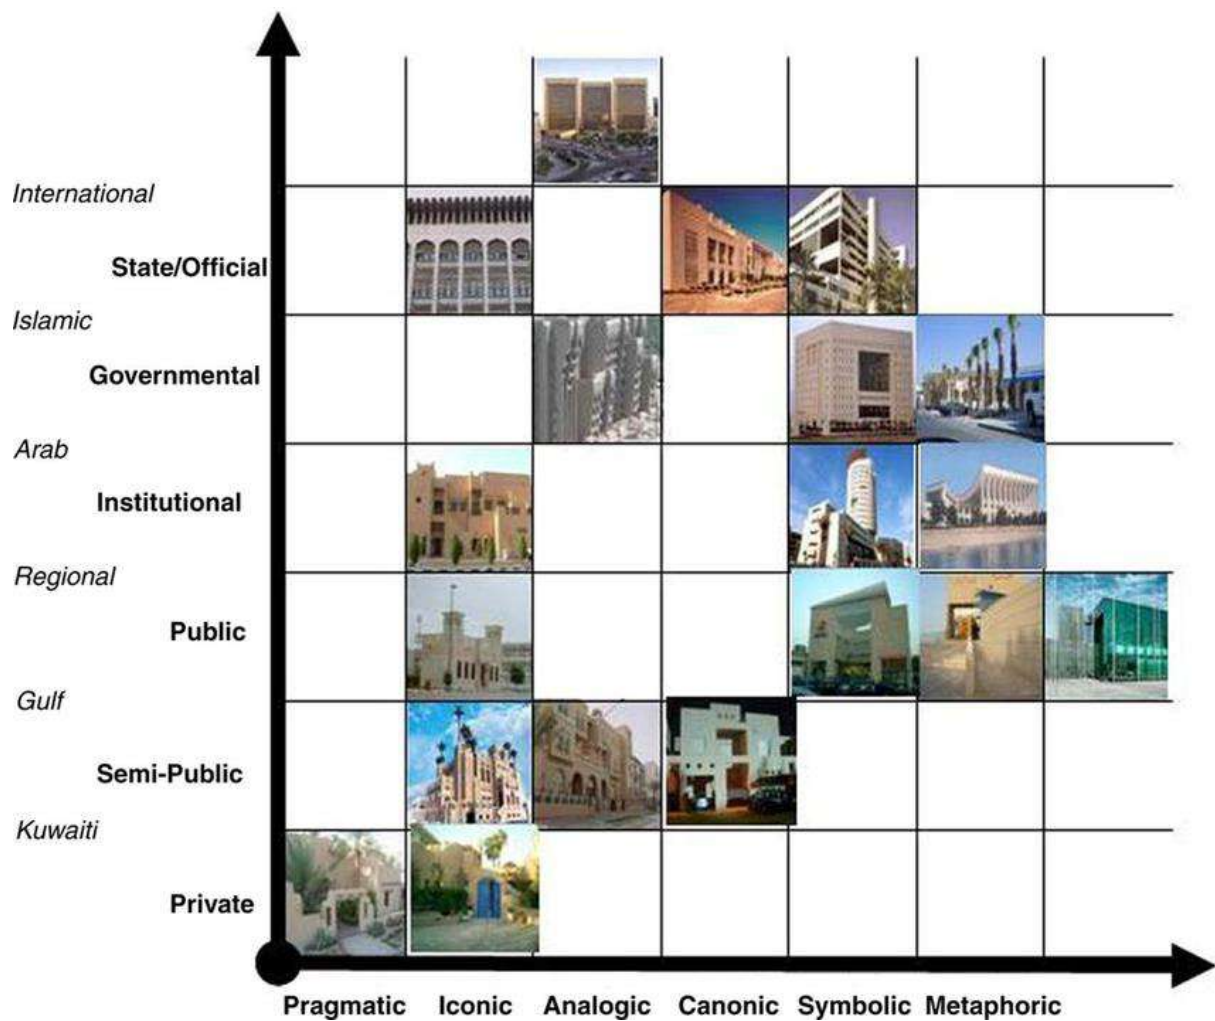 International
State/Official
Islamic
Governmental
Arab
Institutional
Regional
Public
Gulf
Semi-Public
Kuwaiti
Private
Pragmatic Iconic Analogic Canonic Symbolic Metaphoric